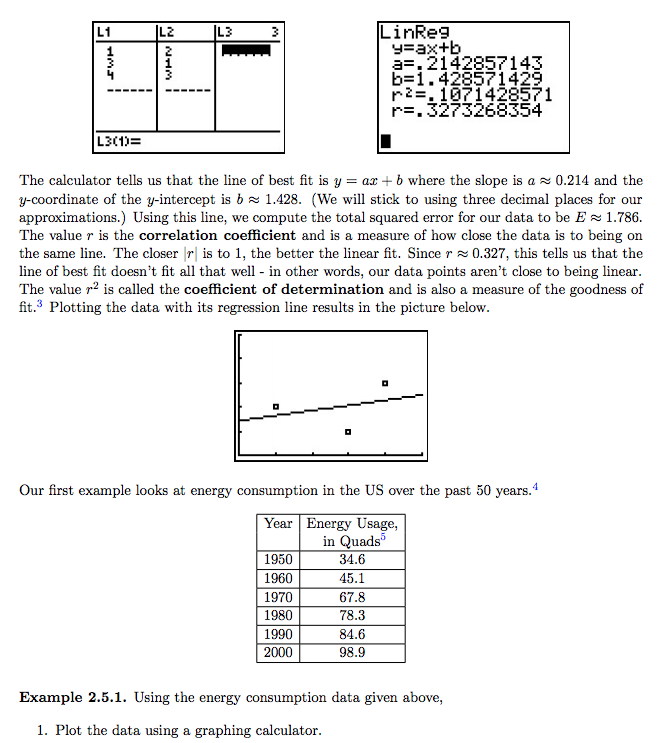 L1 L2 L3 3
1 2
3 1
4 3
------ ------
L3(1)=
LinReg
y=ax+b
a=.2142857143
b=1.428571429
r²=.1071428571
r=.3273268354
The calculator tells us that the line of best fit is y = ax + b where the slope is a ≈ 0.214 and the
y-coordinate of the y-intercept is b ≈ 1.428. (We will stick to using three decimal places for our
approximations.) Using this line, we compute the total squared error for our data to be E ≈ 1.786.
The value r is the correlation coefficient and is a measure of how close the data is to being on
the same line. The closer |r| is to 1, the better the linear fit. Since r ≈ 0.327, this tells us that the
line of best fit doesn't fit all that well - in other words, our data points aren't close to being linear.
The value r² is called the coefficient of determination and is also a measure of the goodness of
fit.³ Plotting the data with its regression line results in the picture below.
Our first example looks at energy consumption in the US over the past 50 years.⁴
Year Energy Usage,
in Quads⁵
1950 34.6
1960 45.1
1970 67.8
1980 78.3
1990 84.6
2000 98.9
Example 2.5.1. Using the energy consumption data given above,
1. Plot the data using a graphing calculator.